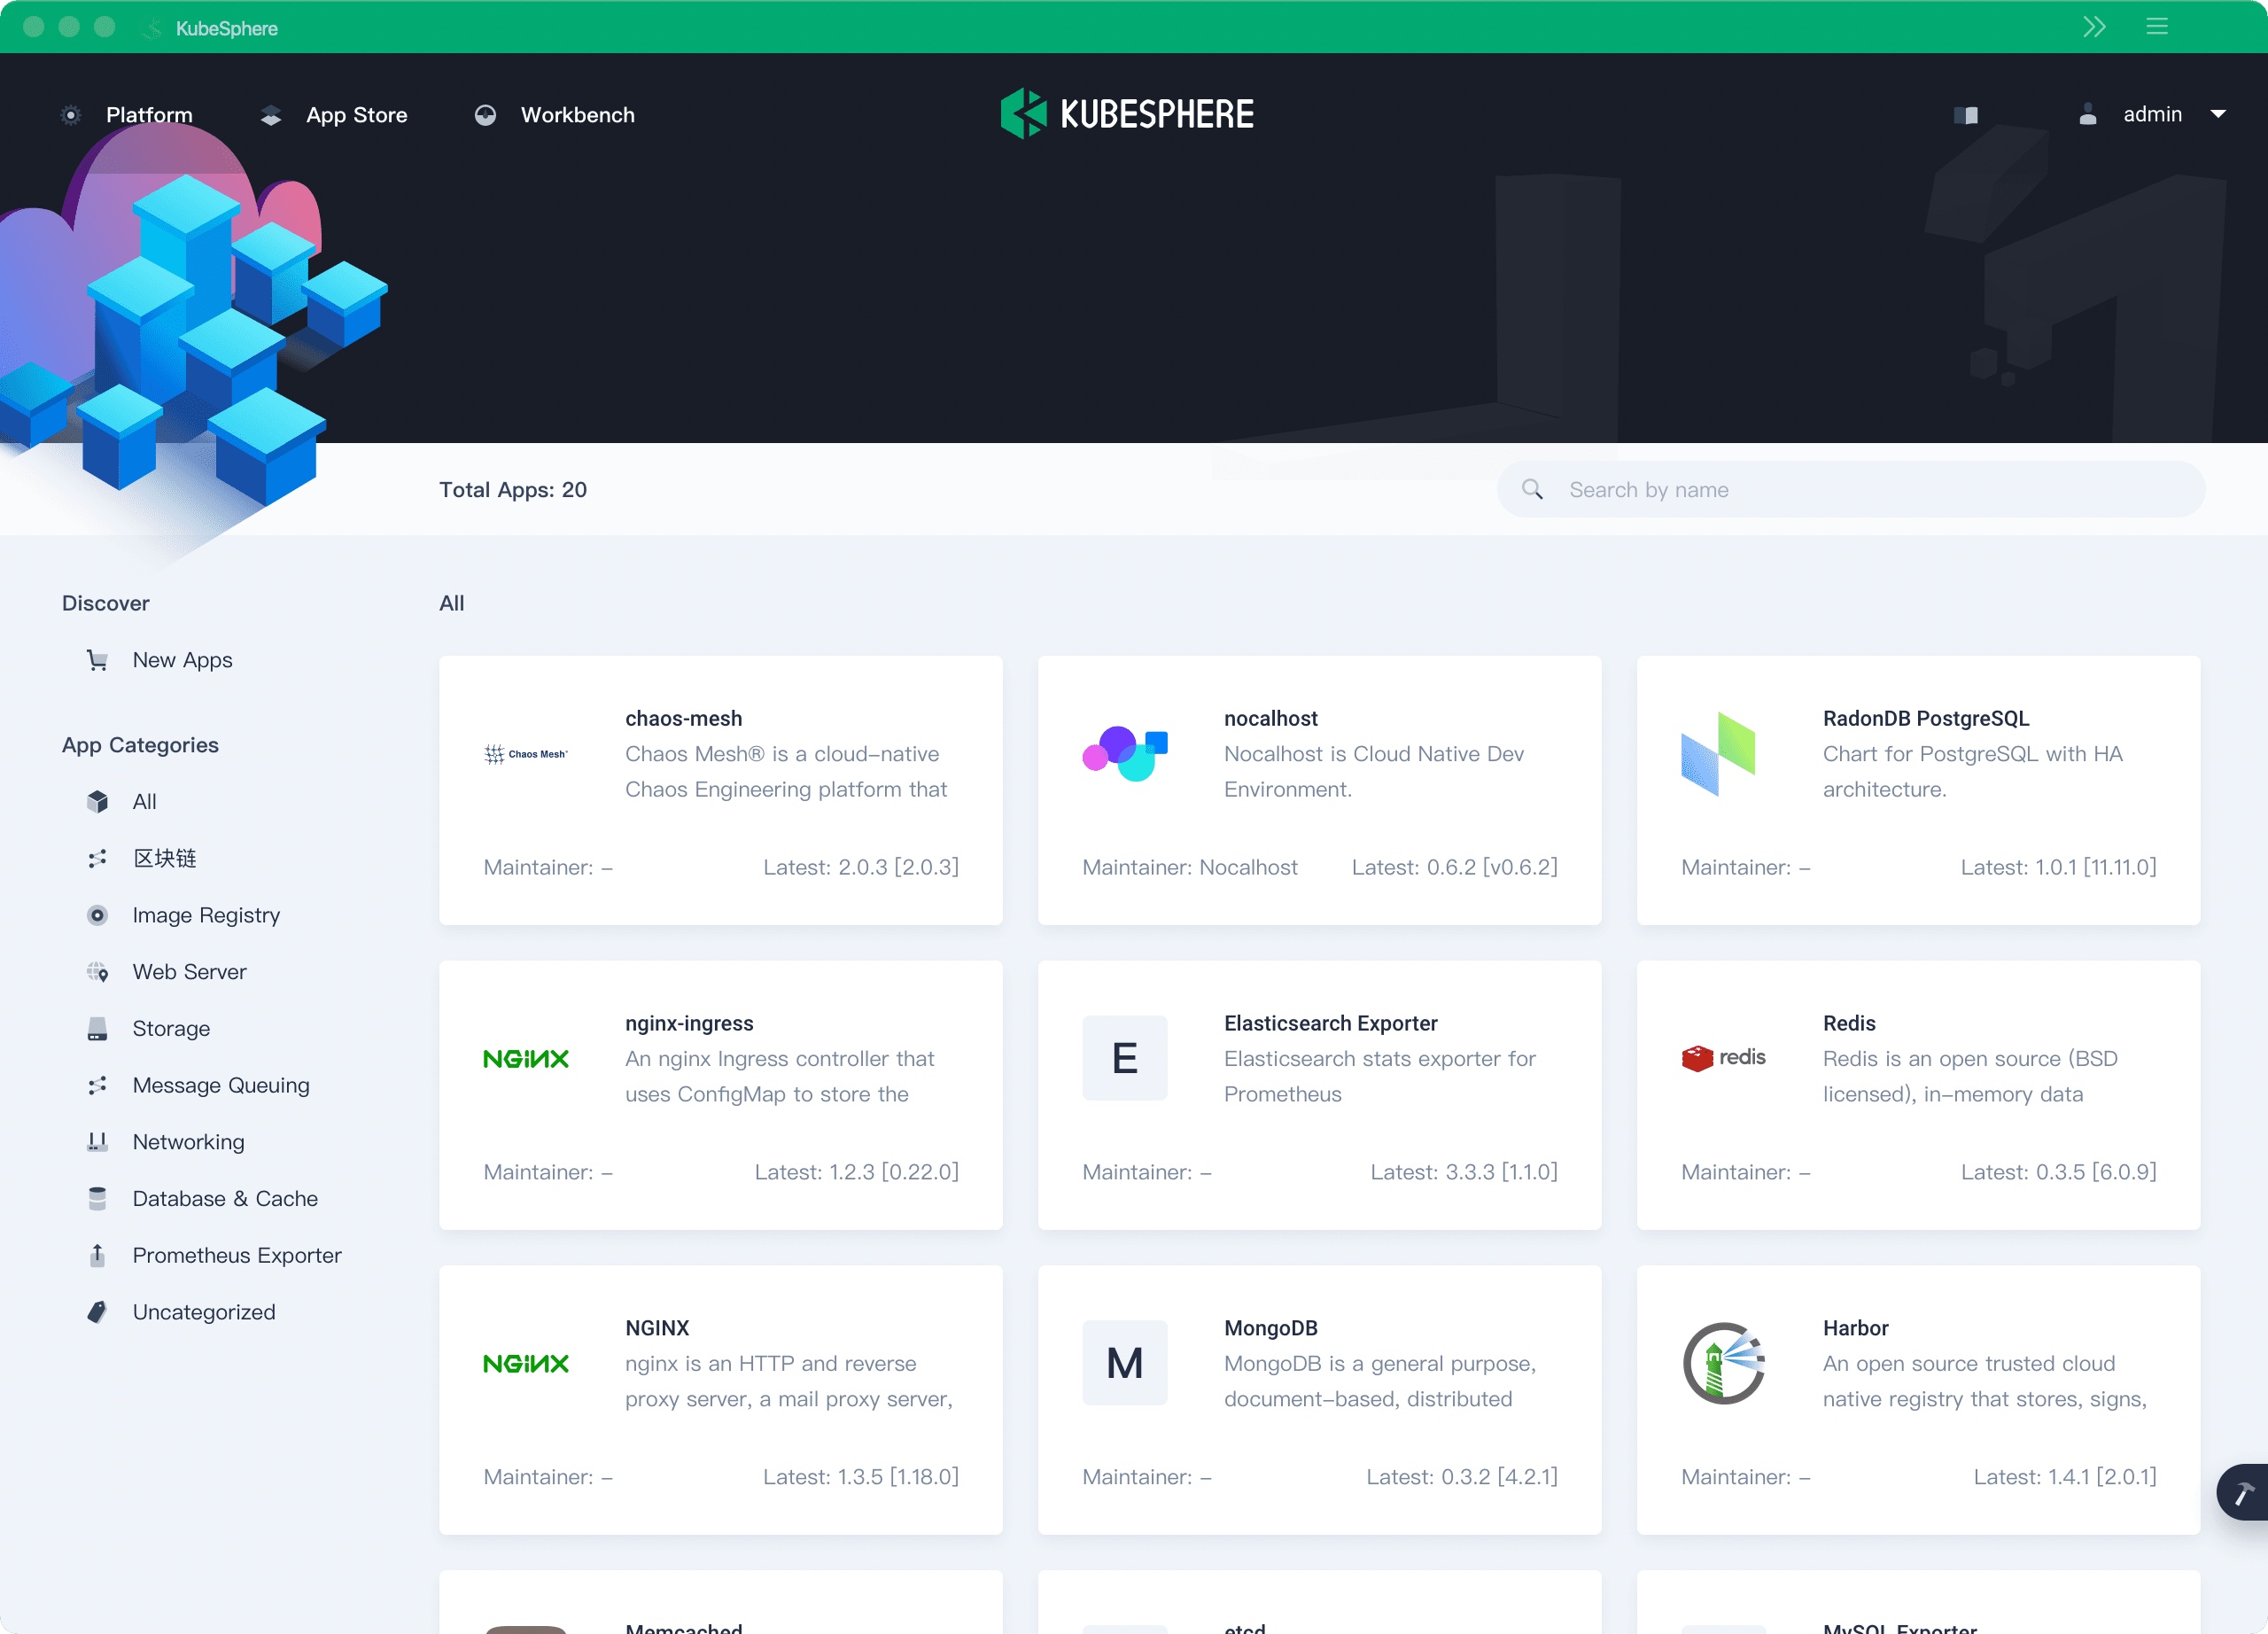 KubeSphere
Platform
App Store
Workbench
KUBESPHERE
admin
Total Apps: 20
Search by name
Discover
New Apps
App Categories
All
区块链
Image Registry
Web Server
Storage
Message Queuing
Networking
Database & Cache
Prometheus Exporter
Uncategorized
All
chaos-mesh
Chaos Mesh® is a cloud-native
Chaos Engineering platform that
Chaos Mesh®
Maintainer: –
Latest: 2.0.3 [2.0.3]
nocalhost
Nocalhost is Cloud Native Dev
Environment.
Maintainer: Nocalhost
Latest: 0.6.2 [v0.6.2]
RadonDB PostgreSQL
Chart for PostgreSQL with HA
architecture.
Maintainer: –
Latest: 1.0.1 [11.11.0]
NGINX
nginx-ingress
An nginx Ingress controller that
uses ConfigMap to store the
Maintainer: –
Latest: 1.2.3 [0.22.0]
E
Elasticsearch Exporter
Elasticsearch stats exporter for
Prometheus
Maintainer: –
Latest: 3.3.3 [1.1.0]
redis
Redis
Redis is an open source (BSD
licensed), in-memory data
Maintainer: –
Latest: 0.3.5 [6.0.9]
NGINX
NGINX
nginx is an HTTP and reverse
proxy server, a mail proxy server,
Maintainer: –
Latest: 1.3.5 [1.18.0]
M
MongoDB
MongoDB is a general purpose,
document-based, distributed
Maintainer: –
Latest: 0.3.2 [4.2.1]
Harbor
An open source trusted cloud
native registry that stores, signs,
Maintainer: –
Latest: 1.4.1 [2.0.1]
Memcached
etcd
MySQL Exporter